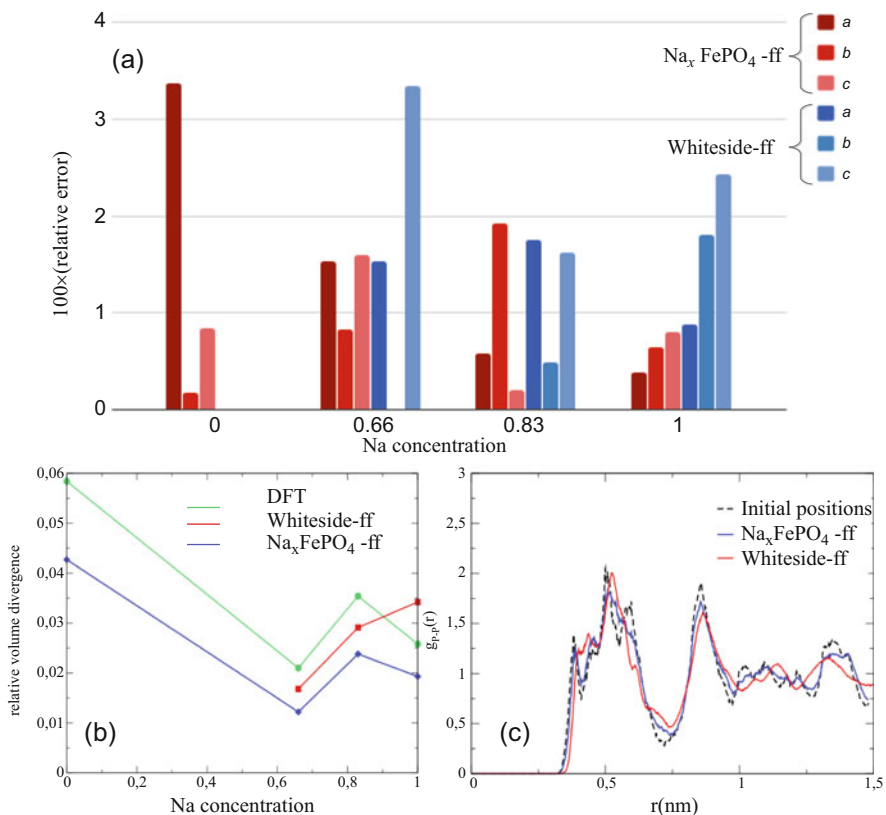 (a)
100×(relative error)
4
3
2
1
0
0 0.66 0.83 1
Na concentration
Naₓ FePO₄ -ff
a
b
c
Whiteside-ff
a
b
c
(b)
relative volume divergence
0,06
0,05
0,04
0,03
0,02
0,01
0
0 0,2 0,4 0,6 0,8 1
Na concentration
DFT
Whiteside-ff
NaₓFePO₄ -ff
(c)
gₚ.ₚ(r)
3
2,5
2
1,5
1
0,5
0
0 0,5 1 1,5
r(nm)
Initial positions
NaₓFePO₄ -ff
Whiteside-ff